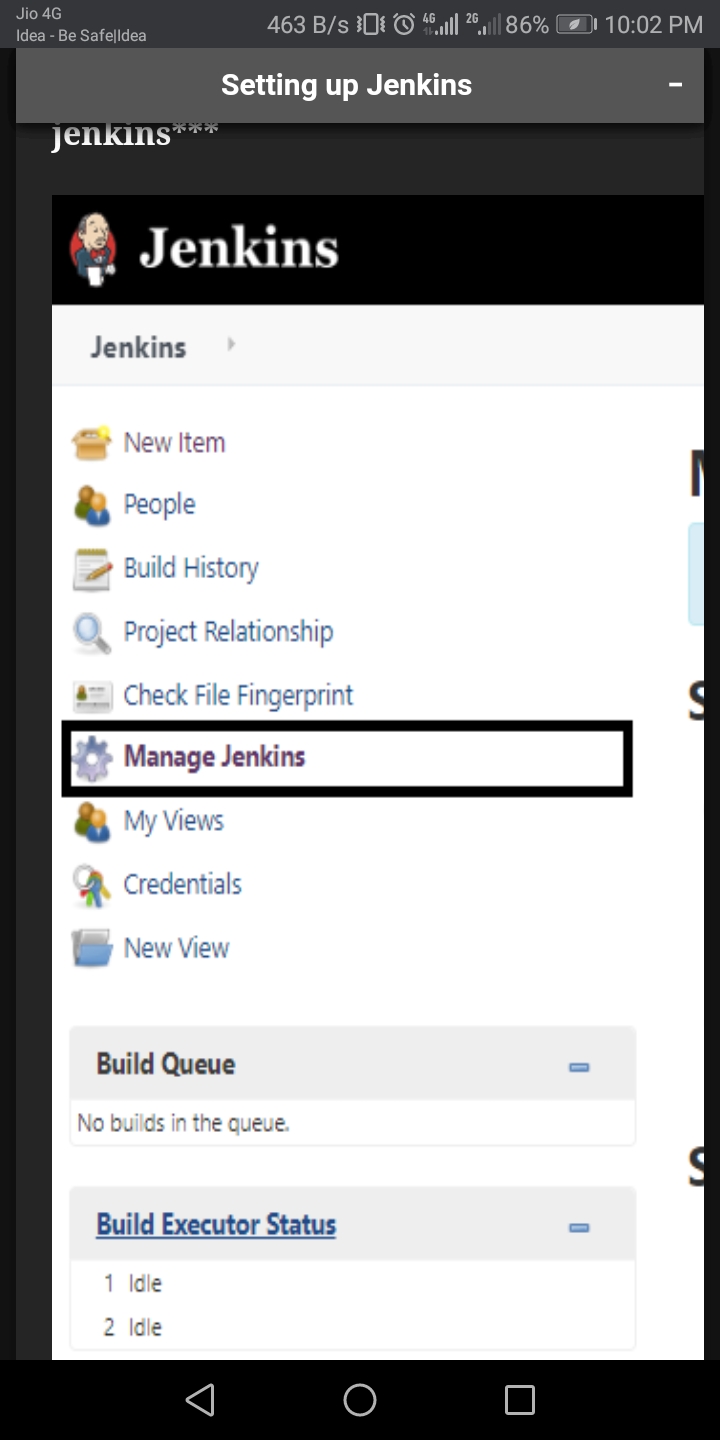 Jio 4G
Idea - Be Safe|Idea
463 B/s 4G 2G 86% 10:02 PM
Setting up Jenkins
jenkins***
Jenkins
Jenkins
New Item
People
Build History
Project Relationship
Check File Fingerprint
Manage Jenkins
My Views
Credentials
New View
Build Queue
No builds in the queue.
Build Executor Status
1 Idle
2 Idle